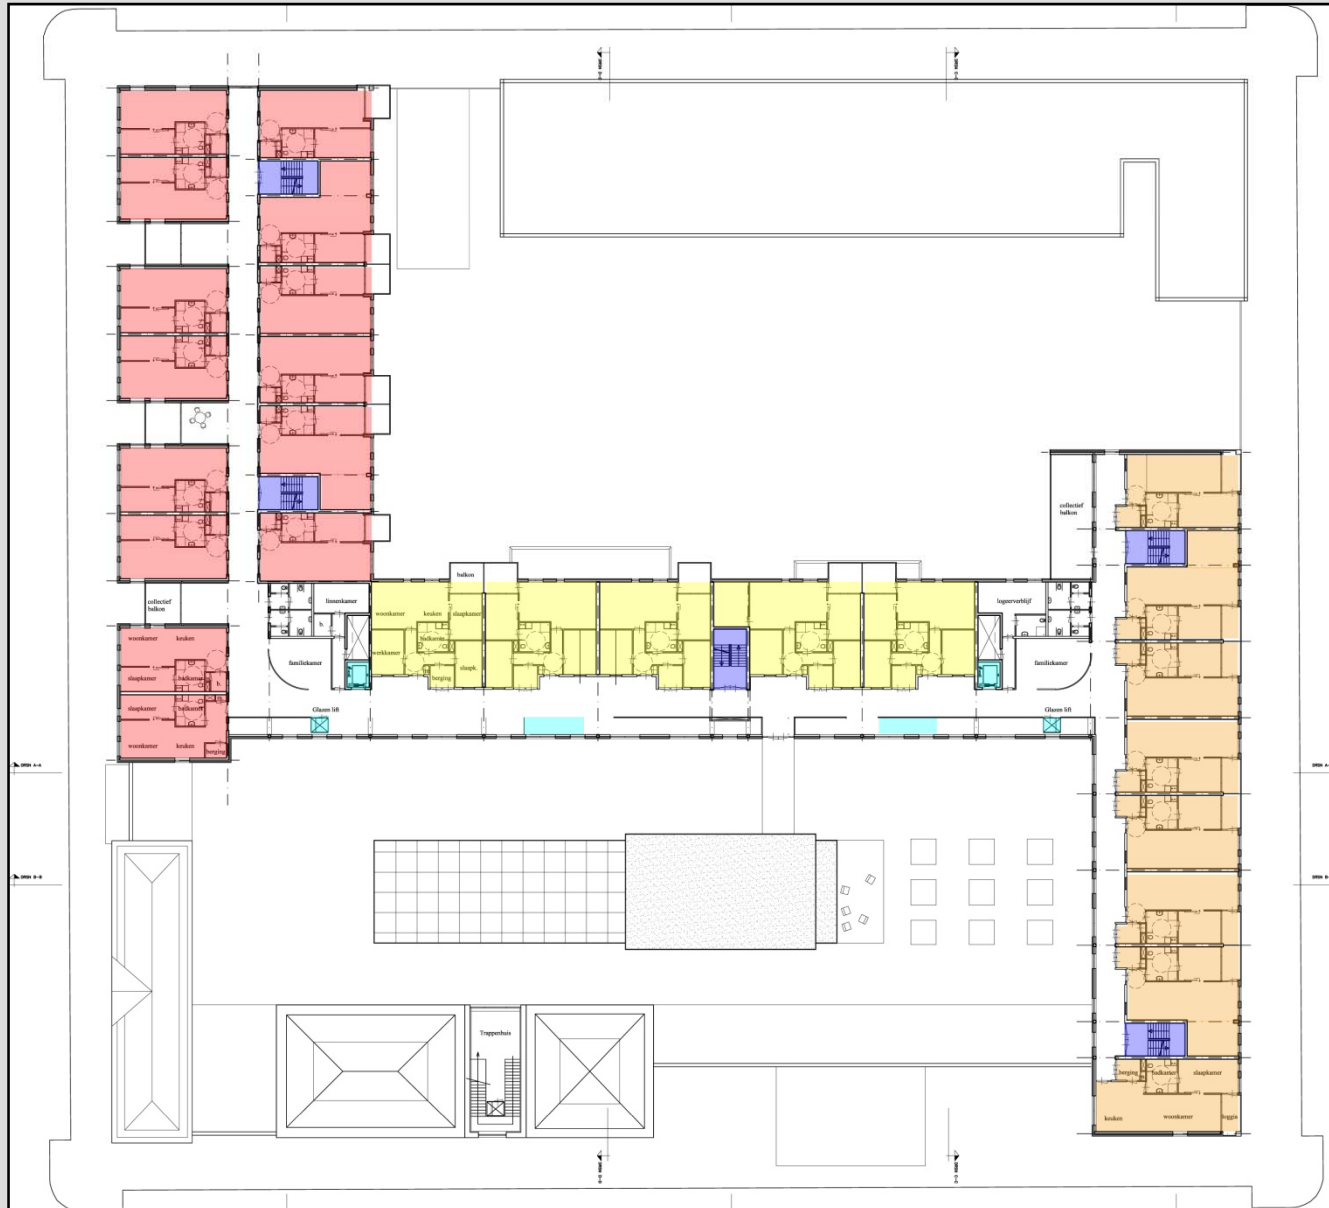 collectief
balkon
balkon
linnenkamer
b.
woonkamer keuken slaapkamer
badkamer
werkkamer
slaapk.
berging
logeerverblijf
collectief
balkon
familiekamer
familiekamer
woonkamer keuken
slaapkamer badkamer
b.
slaapkamer badkamer
woonkamer keuken
berging
Glazen lift
Glazen lift
Trappenhuis
berging badkamer slaapkamer
keuken woonkamer loggia